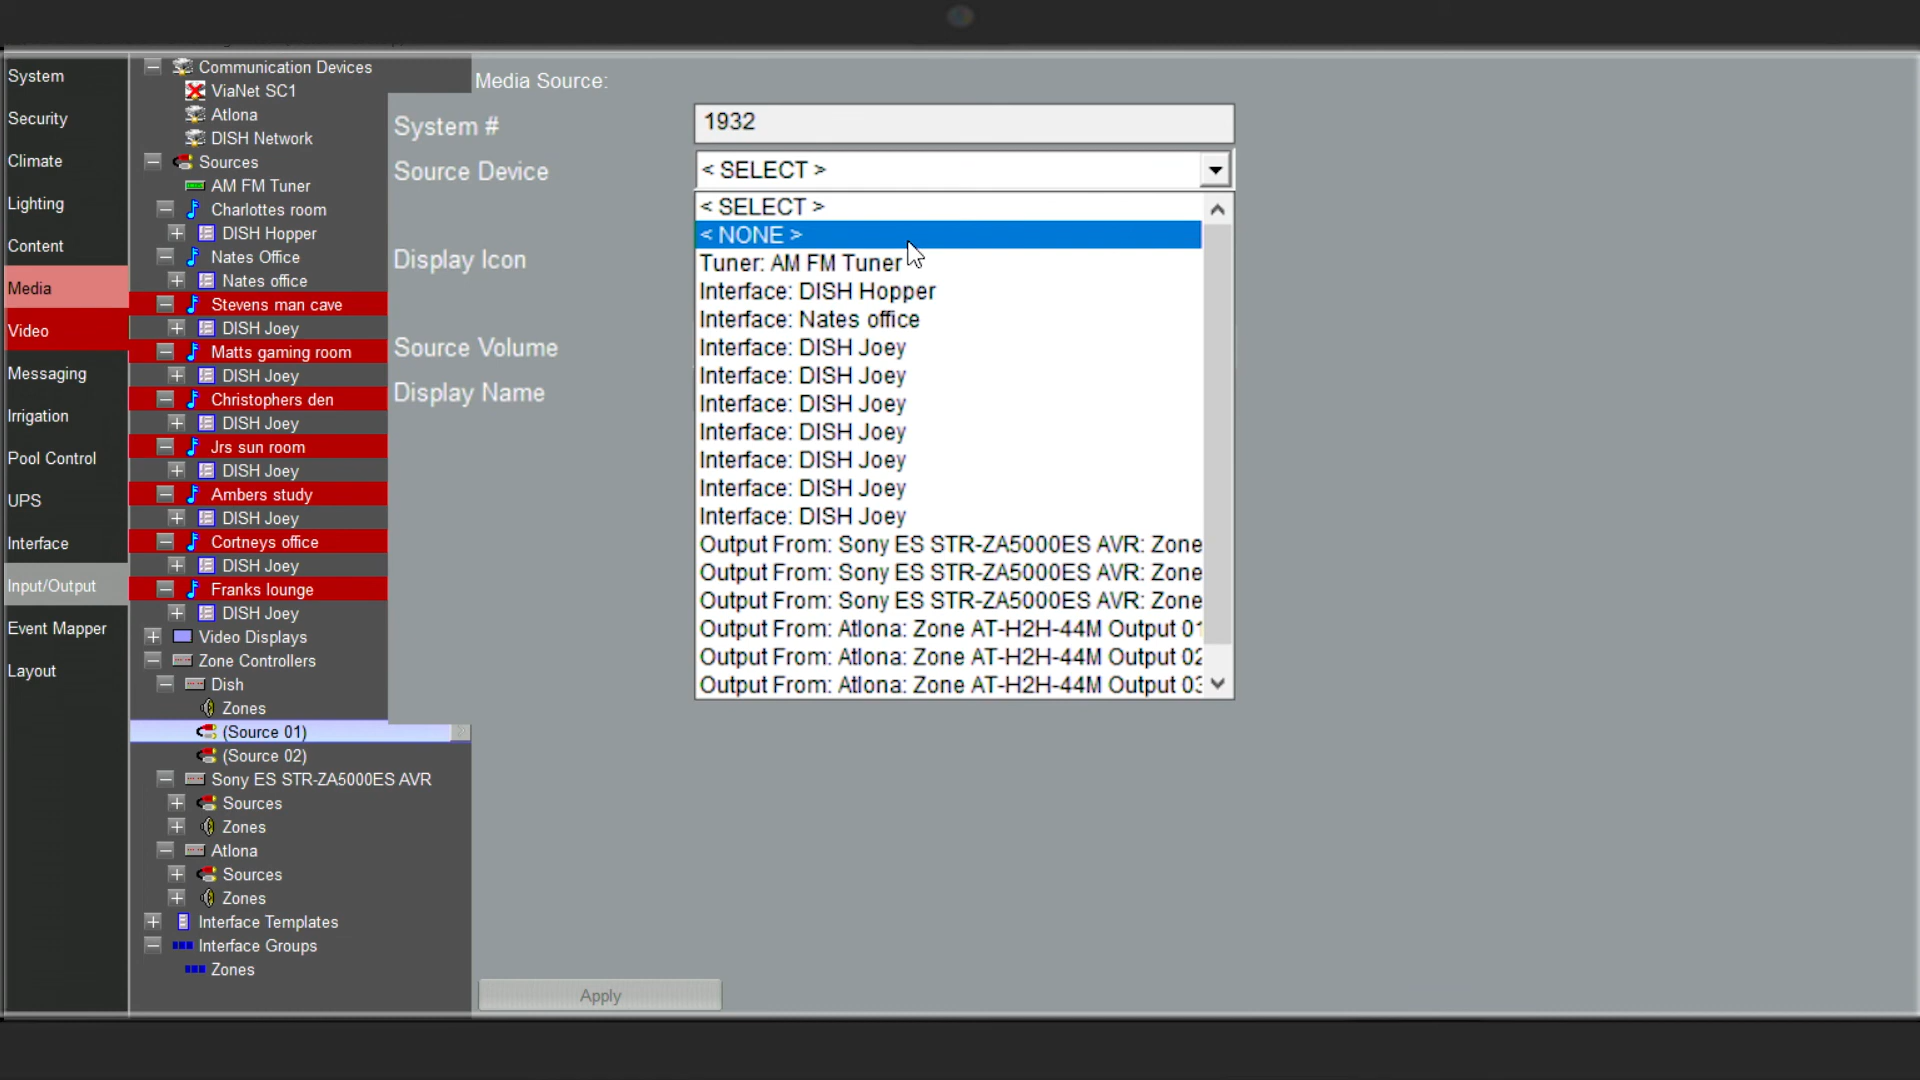 System
Security
Climate
Lighting
Content
Media
Video
Messaging
Irrigation
Pool Control
UPS
Interface
Input/Output
Event Mapper
Layout
Communication Devices
ViaNet SC1
Atlona
DISH Network
Sources
AM FM Tuner
Charlottes room
DISH Hopper
Nates Office
Nates office
Stevens man cave
DISH Joey
Matts gaming room
DISH Joey
Christophers den
DISH Joey
Jrs sun room
DISH Joey
Ambers study
DISH Joey
Cortneys office
DISH Joey
Franks lounge
DISH Joey
Video Displays
Zone Controllers
Dish
Zones
(Source 01)
(Source 02)
Sony ES STR-ZA5000ES AVR
Sources
Zones
Atlona
Sources
Zones
Interface Templates
Interface Groups
Zones
Media Source:
System # 1932
Source Device < SELECT >
Display Icon
Source Volume
Display Name
< SELECT >
< NONE >
Tuner: AM FM Tuner
Interface: DISH Hopper
Interface: Nates office
Interface: DISH Joey
Interface: DISH Joey
Interface: DISH Joey
Interface: DISH Joey
Interface: DISH Joey
Interface: DISH Joey
Interface: DISH Joey
Output From: Sony ES STR-ZA5000ES AVR: Zone
Output From: Sony ES STR-ZA5000ES AVR: Zone
Output From: Sony ES STR-ZA5000ES AVR: Zone
Output From: Atlona: Zone AT-H2H-44M Output 01
Output From: Atlona: Zone AT-H2H-44M Output 02
Output From: Atlona: Zone AT-H2H-44M Output 03
Apply